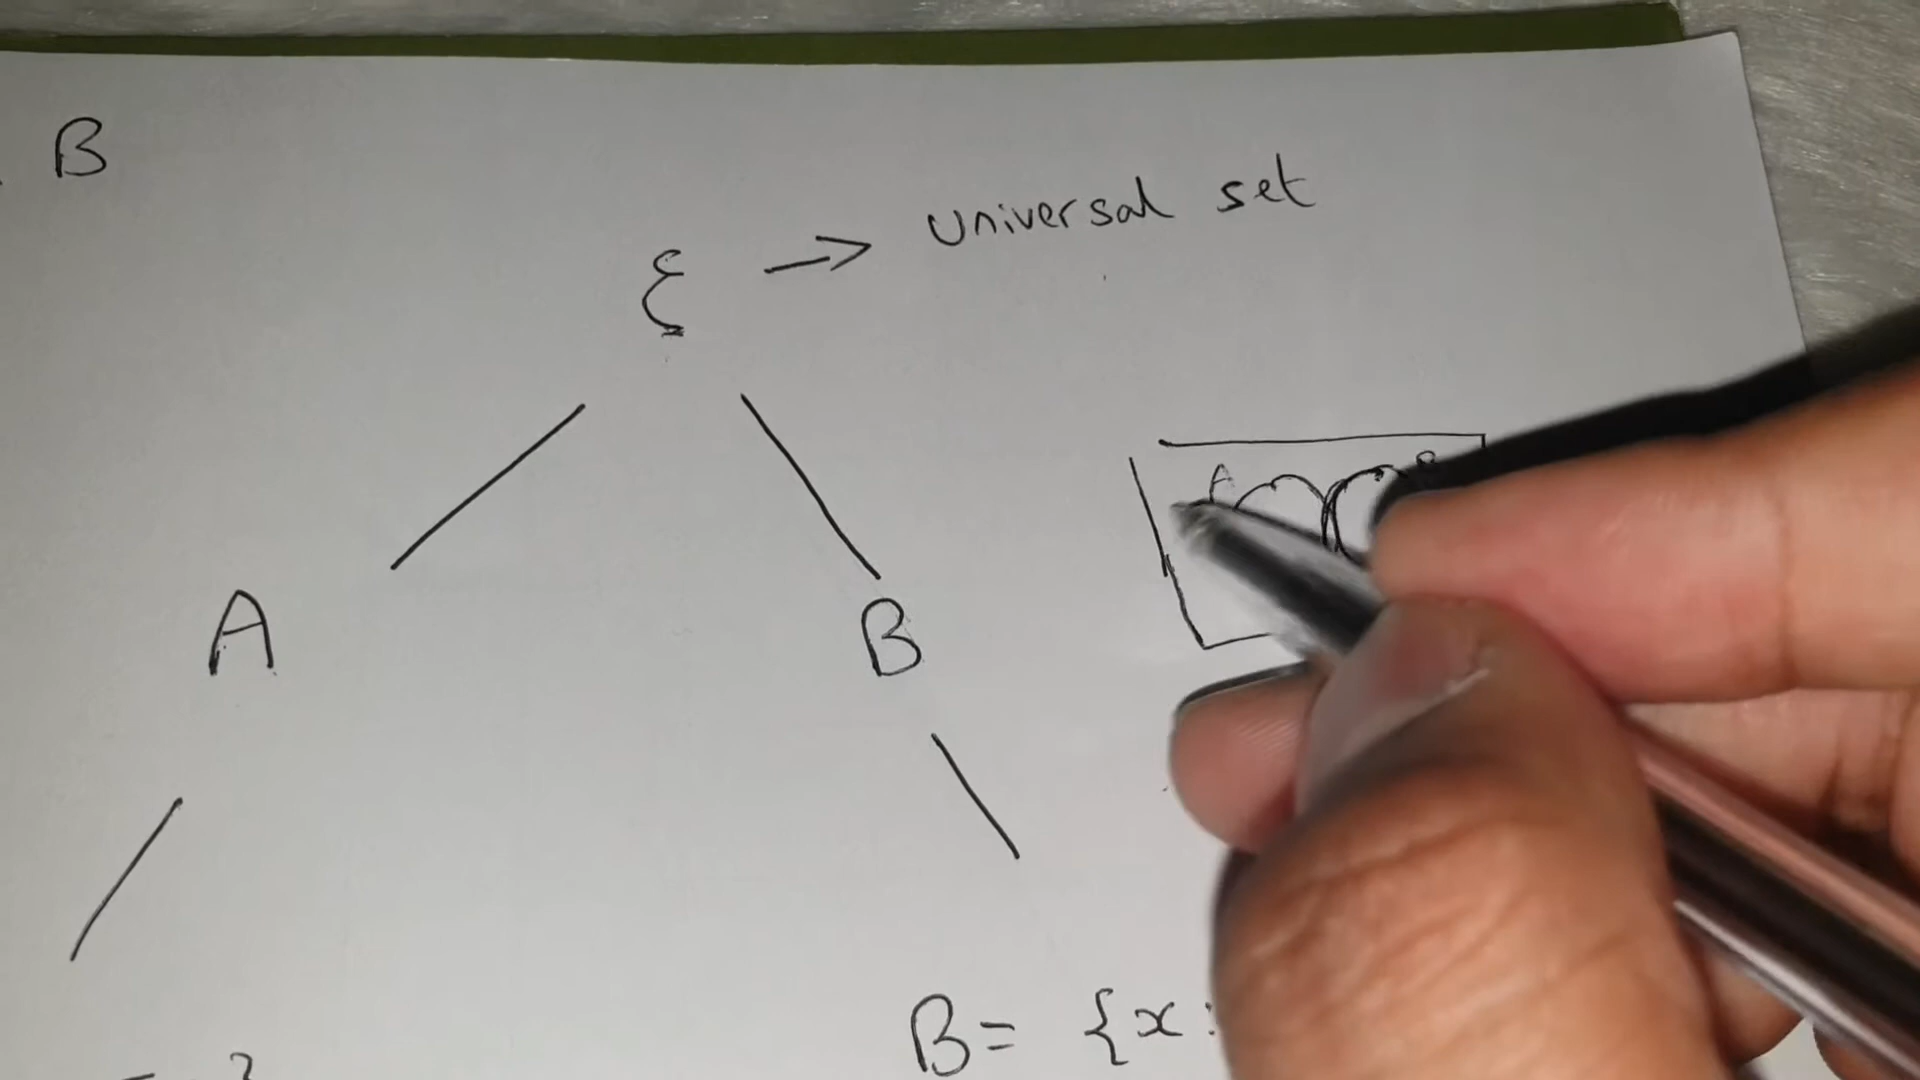 B
ξ → Universal set
A B
A B
B = {x :